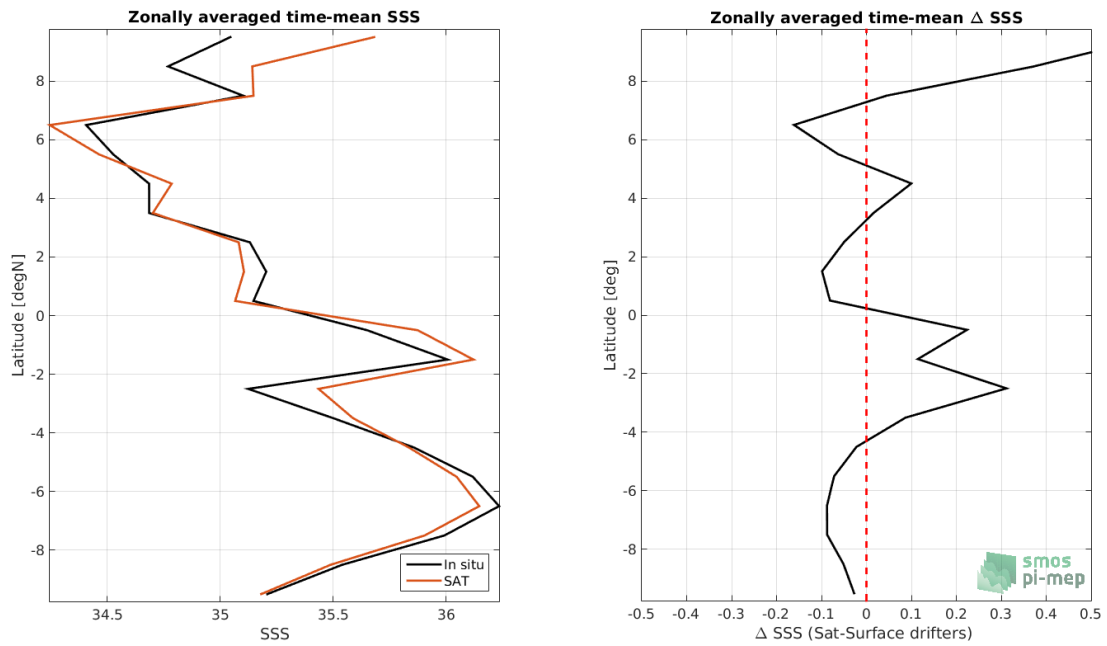 Zonally averaged time-mean SSS
8
6
4
2
0
-2
-4
-6
-8
Latitude [degN]
34.5 35 35.5 36
SSS
In situ
SAT
Zonally averaged time-mean Δ SSS
8
6
4
2
0
-2
-4
-6
-8
Latitude [deg]
-0.5 -0.4 -0.3 -0.2 -0.1 0 0.1 0.2 0.3 0.4 0.5
Δ SSS (Sat-Surface drifters)
smos
pi-mep